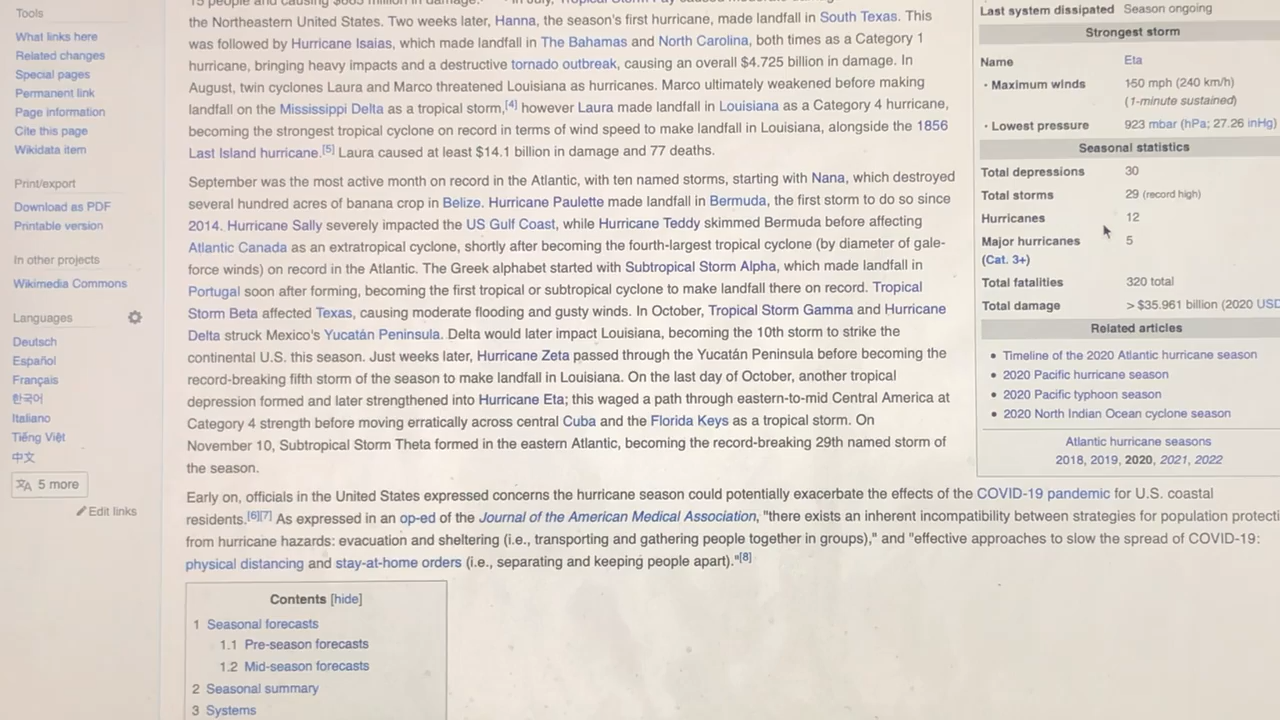 Tools
What links here
Related changes
Special pages
Permanent link
Page information
Cite this page
Wikidata item
Print/export
Download as PDF
Printable version
In other projects
Wikimedia Commons
Languages
Deutsch
Español
Français
한국어
Italiano
Tiếng Việt
中文
5 more
Edit links
the Northeastern United States. Two weeks later, Hanna, the season's first hurricane, made landfall in South Texas. This
was followed by Hurricane Isaias, which made landfall in The Bahamas and North Carolina, both times as a Category 1
hurricane, bringing heavy impacts and a destructive tornado outbreak, causing an overall $4.725 billion in damage. In
August, twin cyclones Laura and Marco threatened Louisiana as hurricanes. Marco ultimately weakened before making
landfall on the Mississippi Delta as a tropical storm,[4] however Laura made landfall in Louisiana as a Category 4 hurricane,
becoming the strongest tropical cyclone on record in terms of wind speed to make landfall in Louisiana, alongside the 1856
Last Island hurricane.[5] Laura caused at least $14.1 billion in damage and 77 deaths.
September was the most active month on record in the Atlantic, with ten named storms, starting with Nana, which destroyed
several hundred acres of banana crop in Belize. Hurricane Paulette made landfall in Bermuda, the first storm to do so since
2014. Hurricane Sally severely impacted the US Gulf Coast, while Hurricane Teddy skimmed Bermuda before affecting
Atlantic Canada as an extratropical cyclone, shortly after becoming the fourth-largest tropical cyclone (by diameter of gale-
force winds) on record in the Atlantic. The Greek alphabet started with Subtropical Storm Alpha, which made landfall in
Portugal soon after forming, becoming the first tropical or subtropical cyclone to make landfall there on record. Tropical
Storm Beta affected Texas, causing moderate flooding and gusty winds. In October, Tropical Storm Gamma and Hurricane
Delta struck Mexico's Yucatán Peninsula. Delta would later impact Louisiana, becoming the 10th storm to strike the
continental U.S. this season. Just weeks later, Hurricane Zeta passed through the Yucatán Peninsula before becoming the
record-breaking fifth storm of the season to make landfall in Louisiana. On the last day of October, another tropical
depression formed and later strengthened into Hurricane Eta; this waged a path through eastern-to-mid Central America at
Category 4 strength before moving erratically across central Cuba and the Florida Keys as a tropical storm. On
November 10, Subtropical Storm Theta formed in the eastern Atlantic, becoming the record-breaking 29th named storm of
the season.
Early on, officials in the United States expressed concerns the hurricane season could potentially exacerbate the effects of the COVID-19 pandemic for U.S. coastal
residents.[6][7] As expressed in an op-ed of the Journal of the American Medical Association, "there exists an inherent incompatibility between strategies for population protecti
from hurricane hazards: evacuation and sheltering (i.e., transporting and gathering people together in groups)," and "effective approaches to slow the spread of COVID-19:
physical distancing and stay-at-home orders (i.e., separating and keeping people apart)."[8]
Contents [hide]
1 Seasonal forecasts
1.1 Pre-season forecasts
1.2 Mid-season forecasts
2 Seasonal summary
3 Systems
Last system dissipated Season ongoing
Strongest storm
Name Eta
• Maximum winds 150 mph (240 km/h)
(1-minute sustained)
• Lowest pressure 923 mbar (hPa; 27.26 inHg)
Seasonal statistics
Total depressions 30
Total storms 29 (record high)
Hurricanes 12
Major hurricanes 5
(Cat. 3+)
Total fatalities 320 total
Total damage > $35.961 billion (2020 USD
Related articles
• Timeline of the 2020 Atlantic hurricane season
• 2020 Pacific hurricane season
• 2020 Pacific typhoon season
• 2020 North Indian Ocean cyclone season
Atlantic hurricane seasons
2018, 2019, 2020, 2021, 2022